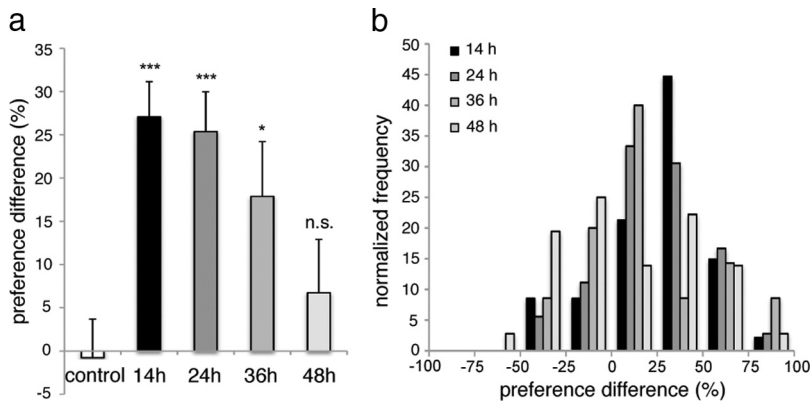 a
preference difference (%)
35
30
25
20
15
10
5
0
-5
***
***
*
n.s.
control 14h 24h 36h 48h
b
normalized frequency
50
45
40
35
30
25
20
15
10
5
0
14 h
24 h
36 h
48 h
-100 -75 -50 -25 0 25 50 75 100
preference difference (%)